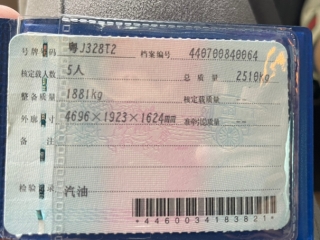 号牌号码 粤J328T2 档案编号 440700840064
核定载人数 5人 总质量 2510Kg
整备质量 1881Kg 核定载质量 --
外廓尺寸 4696×1923×1624mm --
备注
检验记录 汽油
*4460034183821*